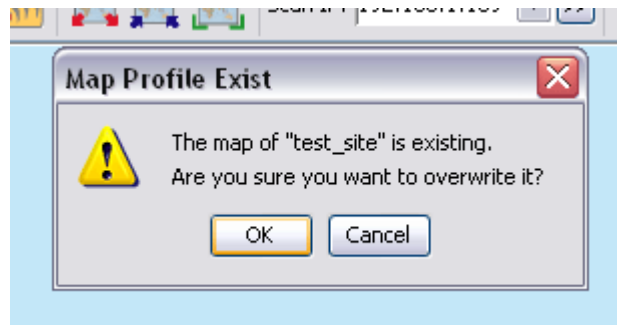 Map Profile Exist
The map of "test_site" is existing.
Are you sure you want to overwrite it?
OK
Cancel